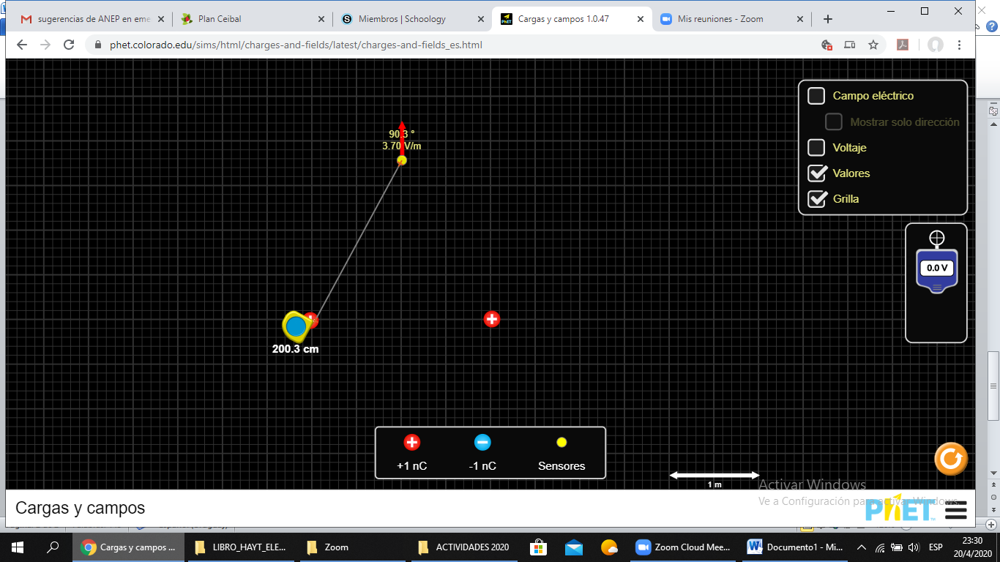 sugerencias de ANEP en eme
Plan Ceibal
Miembros | Schoology
Cargas y campos 1.0.47
Mis reuniones - Zoom
phet.colorado.edu/sims/html/charges-and-fields/latest/charges-and-fields_es.html
Campo eléctrico
Mostrar solo dirección
Voltaje
Valores
Grilla
90.3 °
3.70 V/m
0.0 V
200.3 cm
+1 nC
-1 nC
Sensores
1 m
Activar Windows
Ve a Configuración para activar Windows.
Cargas y campos
PhET
Cargas y campos ...
LIBRO_HAYT_ELE...
Zoom
ACTIVIDADES 2020
Zoom Cloud Mee...
Documento1 - Mi...
ESP
23:30
20/4/2020